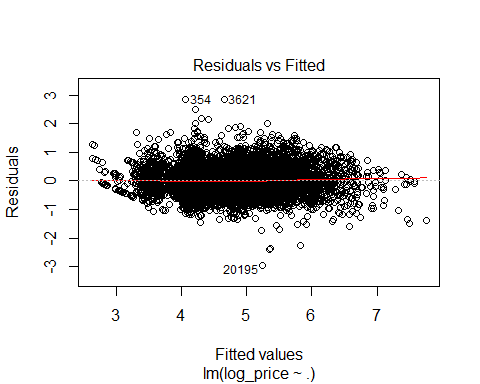 Residuals vs Fitted
Residuals
3
2
1
0
-1
-2
-3
354
3621
20195
3 4 5 6 7
Fitted values
lm(log_price ~ .)